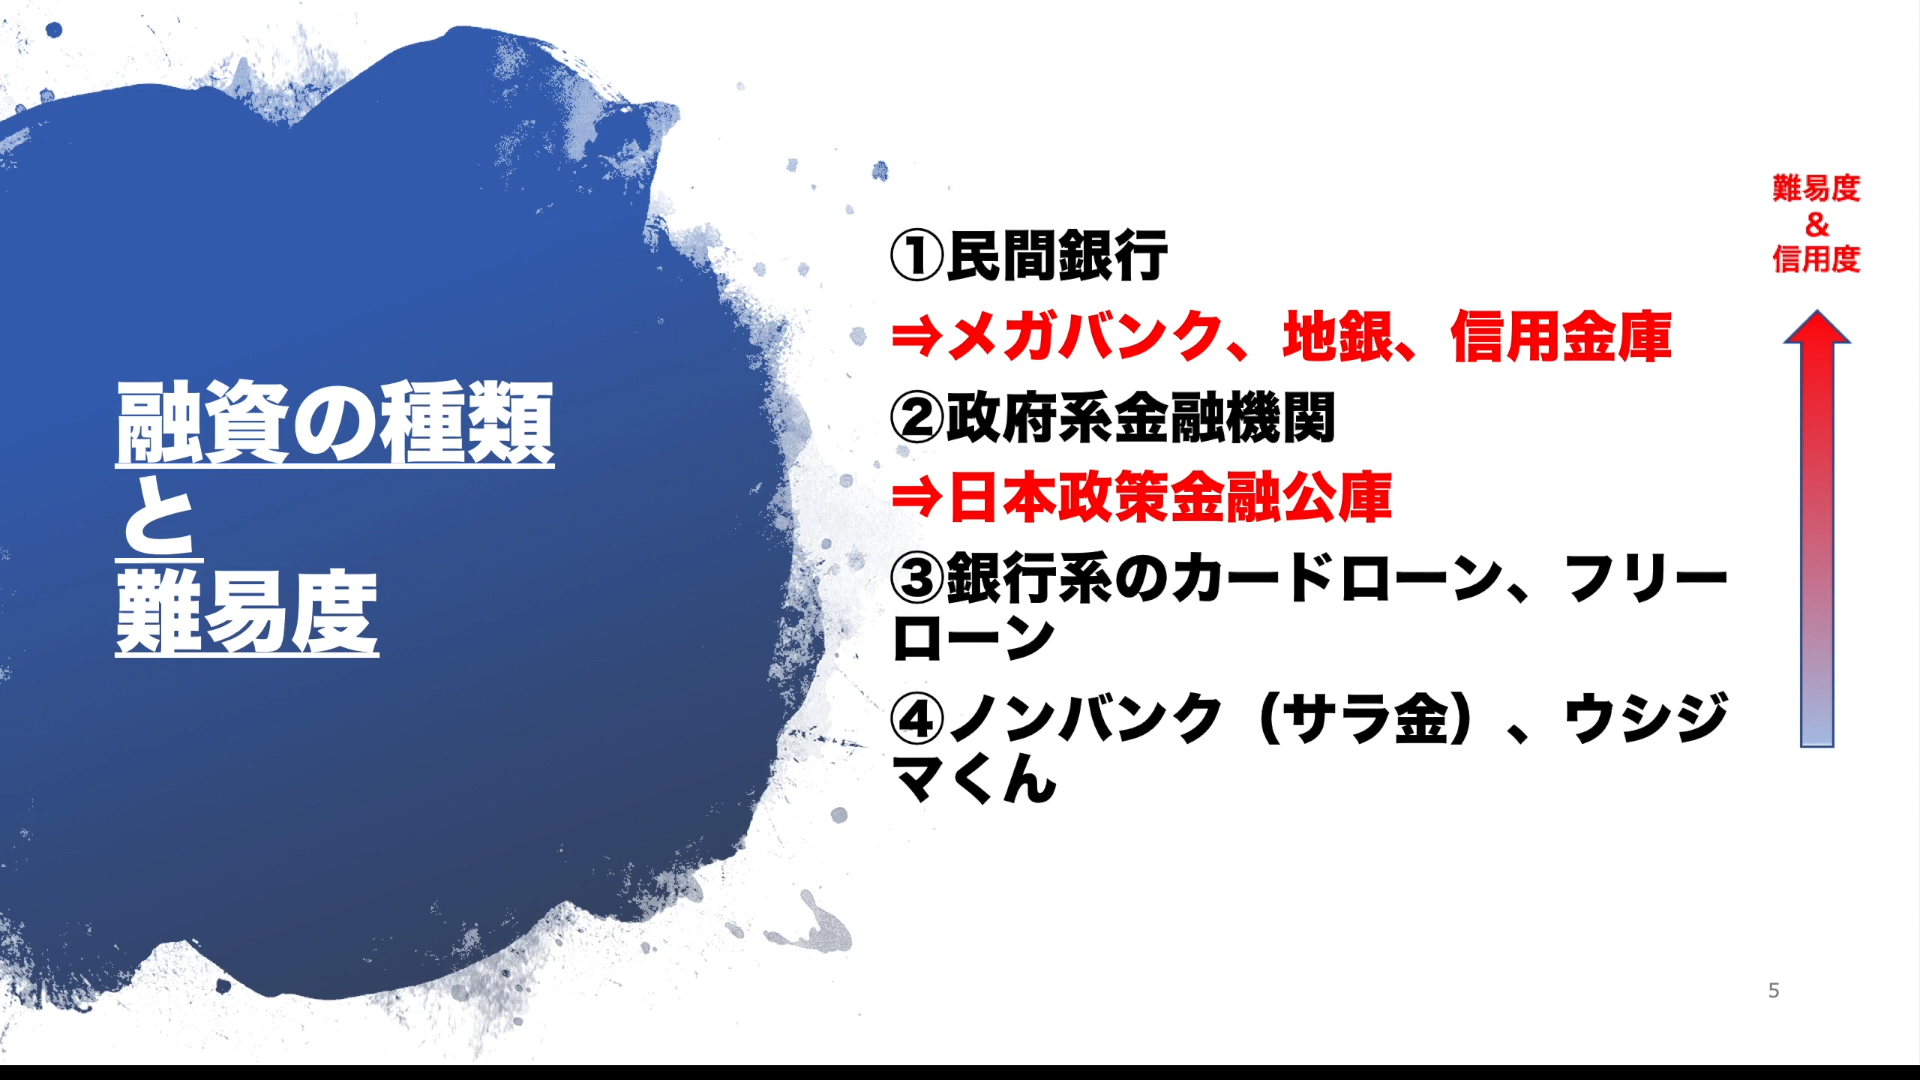 融資の種類
と
難易度
①民間銀行
⇒メガバンク、地銀、信用金庫
②政府系金融機関
⇒日本政策金融公庫
③銀行系のカードローン、フリー
ローン
④ノンバンク（サラ金）、ウシジ
マくん
難易度
&
信用度
5